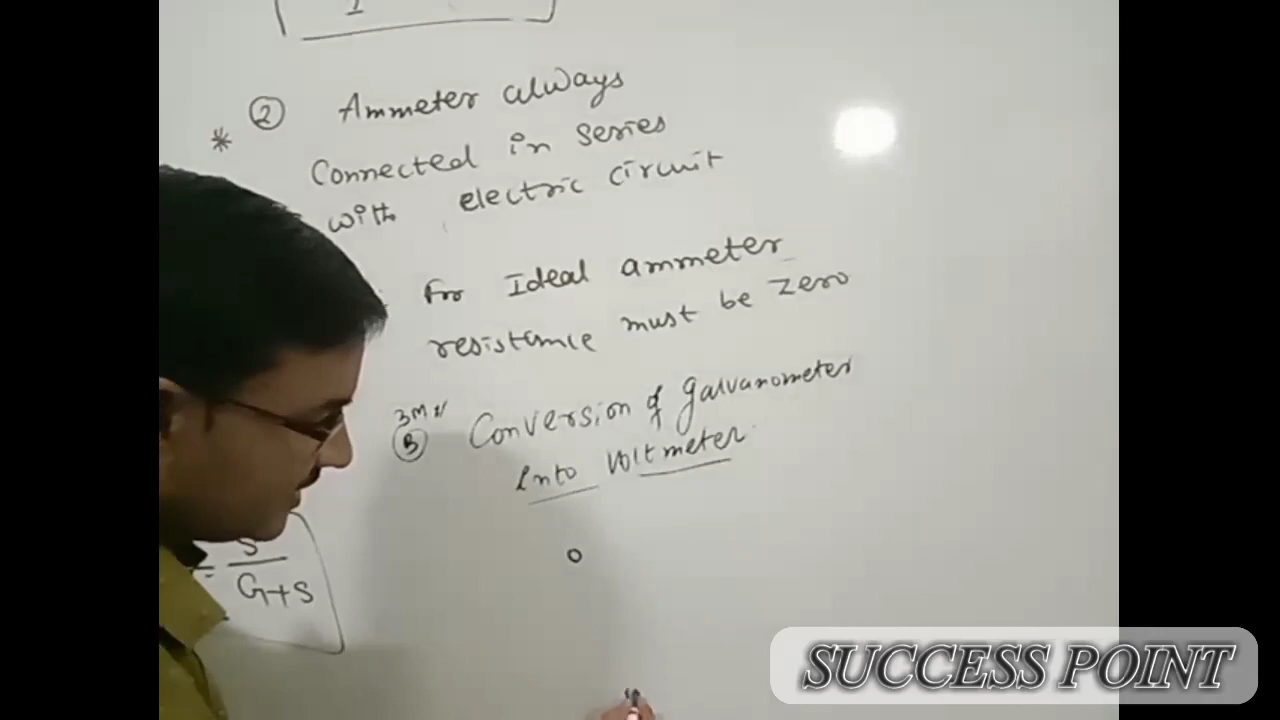 ② Ammeter always
* Connected in series
with electric circuit
For Ideal ammeter
resistance must be zero
3M
B Conversion of galvanometer
Into Voltmeter
S
= ―
G+S
SUCCESS POINT